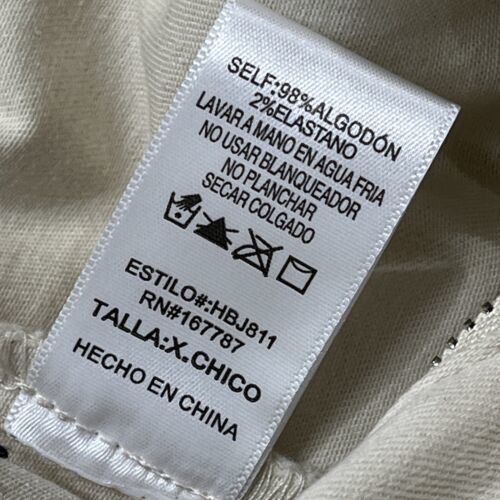 SELF:98%ALGODÓN
2%ELASTANO
LAVAR A MANO EN AGUA FRIA
NO USAR BLANQUEADOR
NO PLANCHAR
SECAR COLGADO
ESTILO#:HBJ811
RN#167787
TALLA:X.CHICO
HECHO EN CHINA